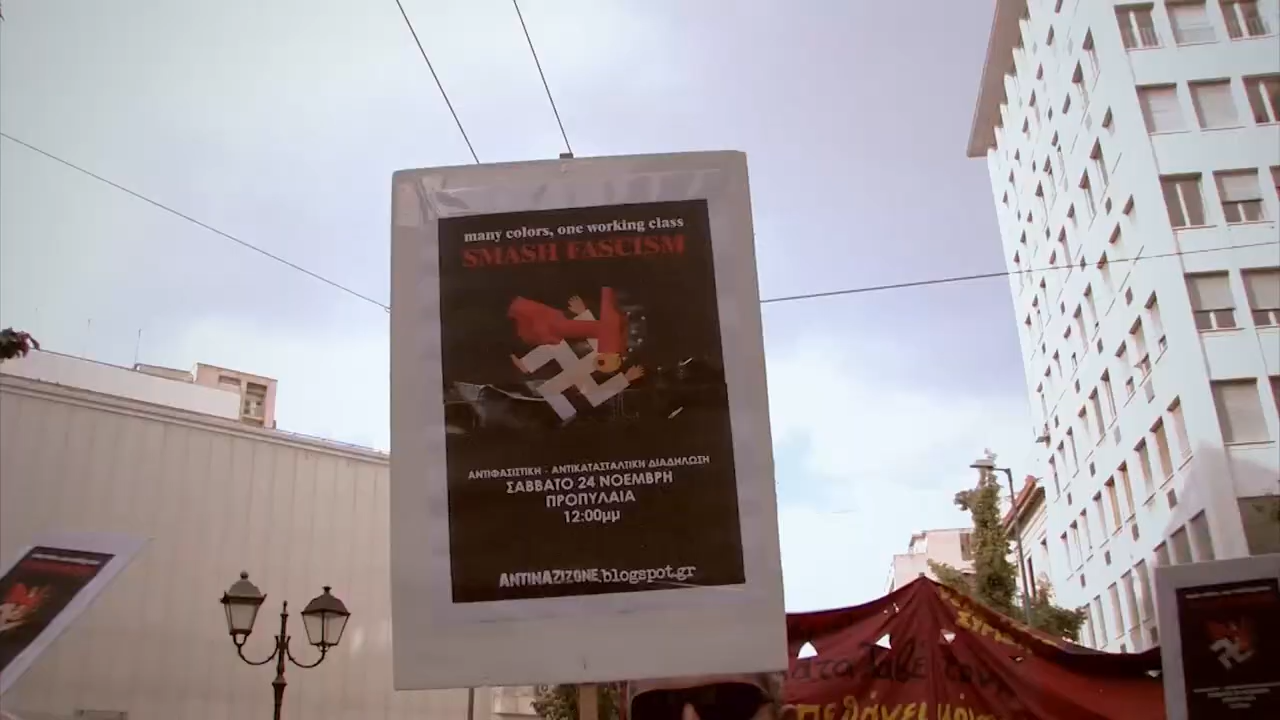 many colors, one working class
SMASH FASCISM
ΑΝΤΙΦΑΣΙΣΤΙΚΗ - ΑΝΤΙΚΑΤΑΣΤΑΛΤΙΚΗ ΔΙΑΔΗΛΩΣΗ
ΣΑΒΒΑΤΟ 24 ΝΟΕΜΒΡΗ
ΠΡΟΠΥΛΑΙΑ
12:00μμ
ANTINAZIZONE.blogspot.gr
πεθάνει